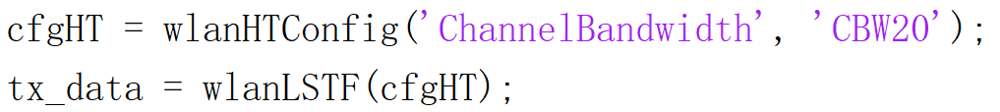 cfgHT = wlanHTConfig('ChannelBandwidth', 'CBW20');
tx_data = wlanLSTF(cfgHT);